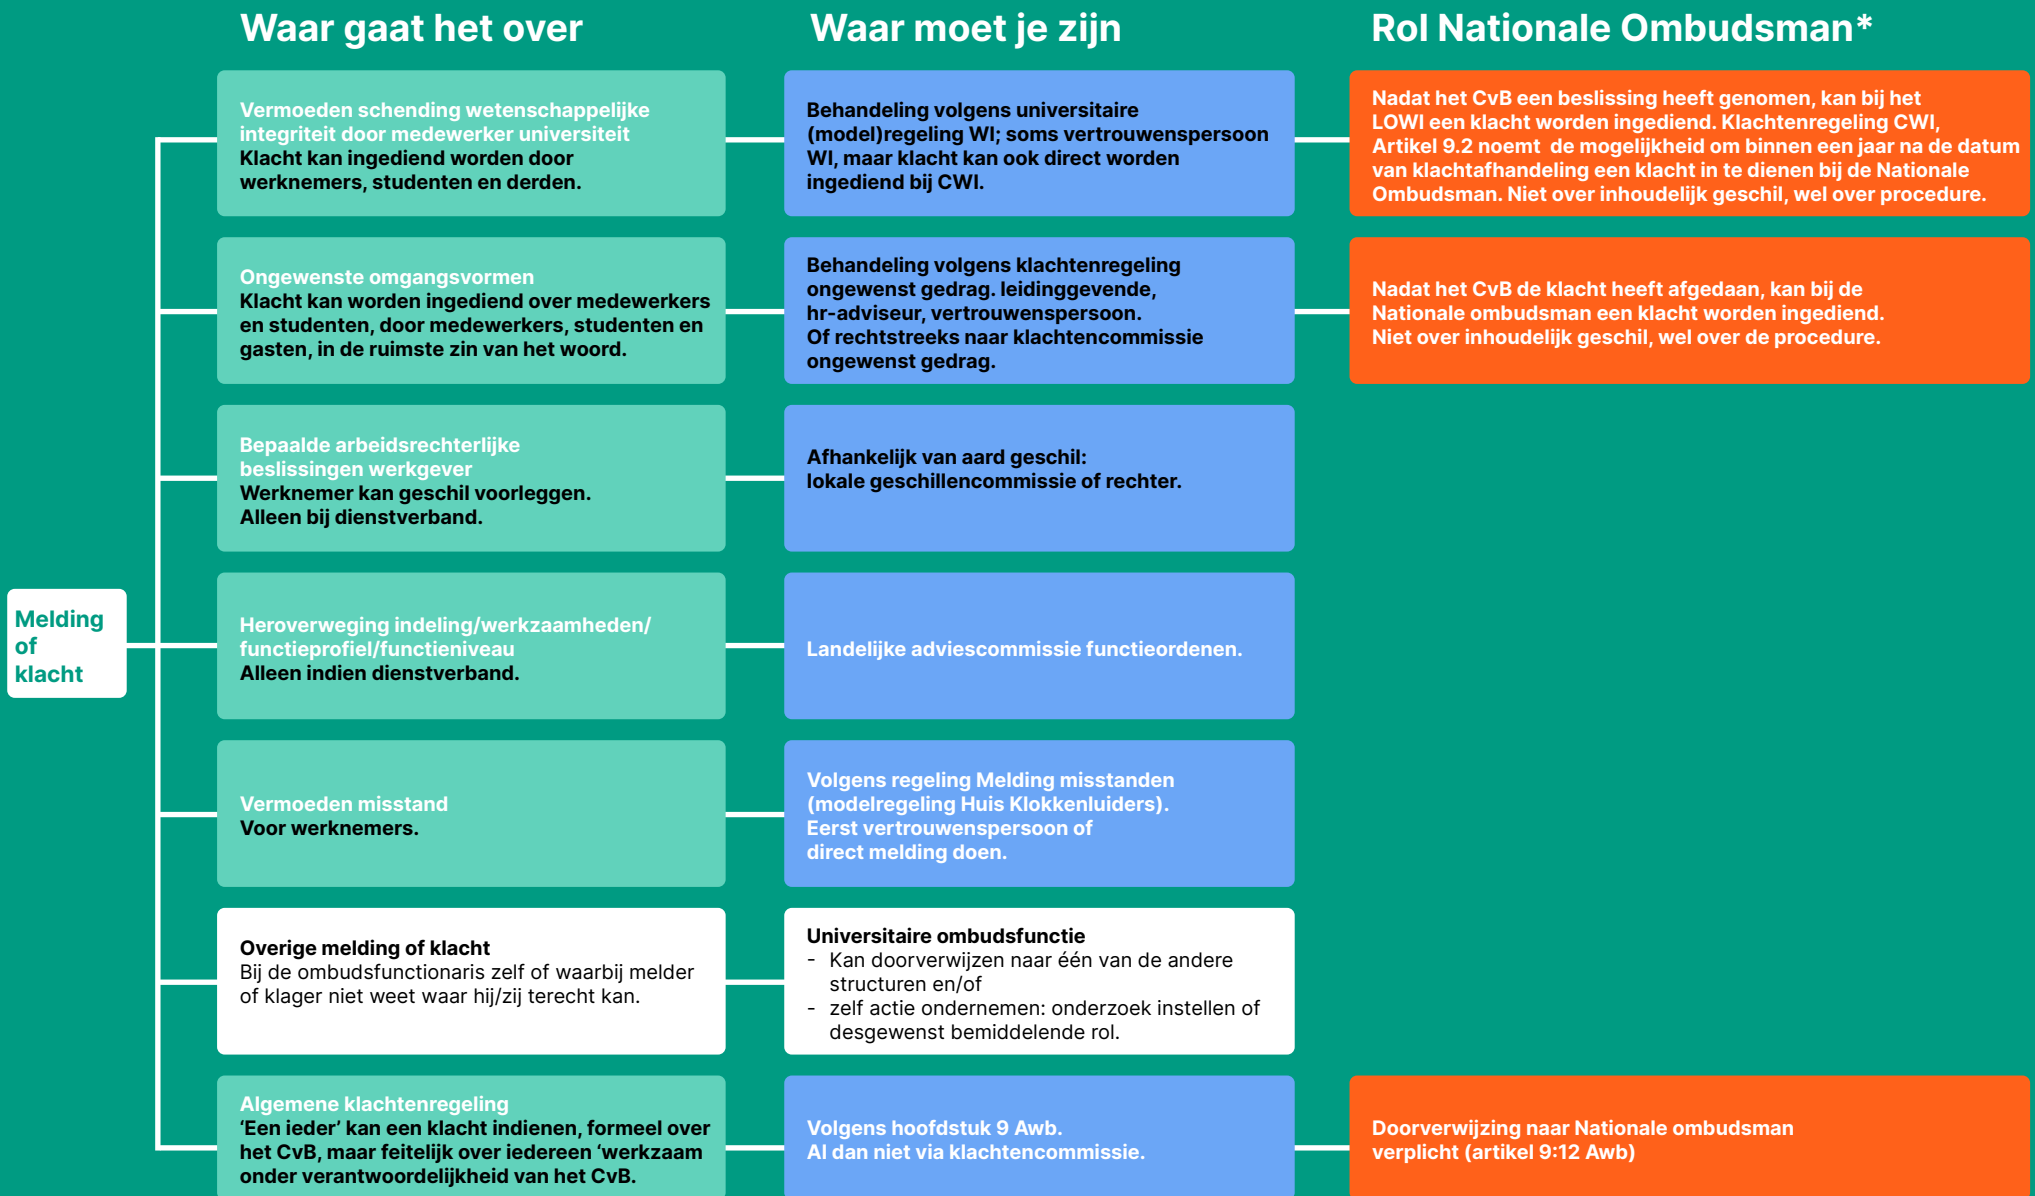 Waar gaat het over
Waar moet je zijn
Rol Nationale Ombudsman*
Melding
of
klacht
Vermoeden schending wetenschappelijke
integriteit door medewerker universiteit
Klacht kan ingediend worden door
werknemers, studenten en derden.
Behandeling volgens universitaire
(model)regeling WI; soms vertrouwenspersoon
WI, maar klacht kan ook direct worden
ingediend bij CWI.
Nadat het CvB een beslissing heeft genomen, kan bij het
LOWI een klacht worden ingediend. Klachtenregeling CWI,
Artikel 9.2 noemt de mogelijkheid om binnen een jaar na de datum
van klachtafhandeling een klacht in te dienen bij de Nationale
Ombudsman. Niet over inhoudelijk geschil, wel over procedure.
Ongewenste omgangsvormen
Klacht kan worden ingediend over medewerkers
en studenten, door medewerkers, studenten en
gasten, in de ruimste zin van het woord.
Behandeling volgens klachtenregeling
ongewenst gedrag. leidinggevende,
hr-adviseur, vertrouwenspersoon.
Of rechtstreeks naar klachtencommissie
ongewenst gedrag.
Nadat het CvB de klacht heeft afgedaan, kan bij de
Nationale ombudsman een klacht worden ingediend.
Niet over inhoudelijk geschil, wel over de procedure.
Bepaalde arbeidsrechterlijke
beslissingen werkgever
Werknemer kan geschil voorleggen.
Alleen bij dienstverband.
Afhankelijk van aard geschil:
lokale geschillencommissie of rechter.
Heroverweging indeling/werkzaamheden/
functieprofiel/functieniveau
Alleen indien dienstverband.
Landelijke adviescommissie functieordenen.
Vermoeden misstand
Voor werknemers.
Volgens regeling Melding misstanden
(modelregeling Huis Klokkenluiders).
Eerst vertrouwenspersoon of
direct melding doen.
Overige melding of klacht
Bij de ombudsfunctionaris zelf of waarbij melder
of klager niet weet waar hij/zij terecht kan.
Universitaire ombudsfunctie
- Kan doorverwijzen naar één van de andere
structuren en/of
- zelf actie ondernemen: onderzoek instellen of
desgewenst bemiddelende rol.
Algemene klachtenregeling
‘Een ieder’ kan een klacht indienen, formeel over
het CvB, maar feitelijk over iedereen ‘werkzaam
onder verantwoordelijkheid van het CvB.
Volgens hoofdstuk 9 Awb.
Al dan niet via klachtencommissie.
Doorverwijzing naar Nationale ombudsman
verplicht (artikel 9:12 Awb)